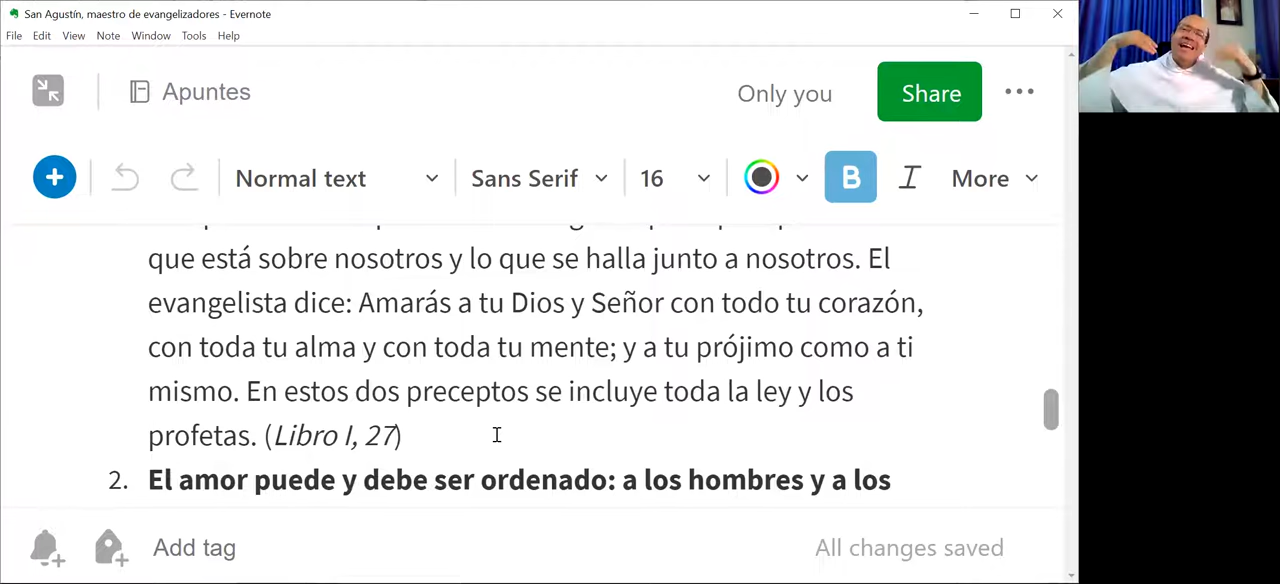 San Agustín, maestro de evangelizadores - Evernote
File Edit View Note Window Tools Help
Apuntes
Only you
Share
Normal text
Sans Serif
16
B
I
More
que está sobre nosotros y lo que se halla junto a nosotros. El
evangelista dice: Amarás a tu Dios y Señor con todo tu corazón,
con toda tu alma y con toda tu mente; y a tu prójimo como a ti
mismo. En estos dos preceptos se incluye toda la ley y los
profetas. (Libro I, 27)
2. El amor puede y debe ser ordenado: a los hombres y a los
Add tag
All changes saved